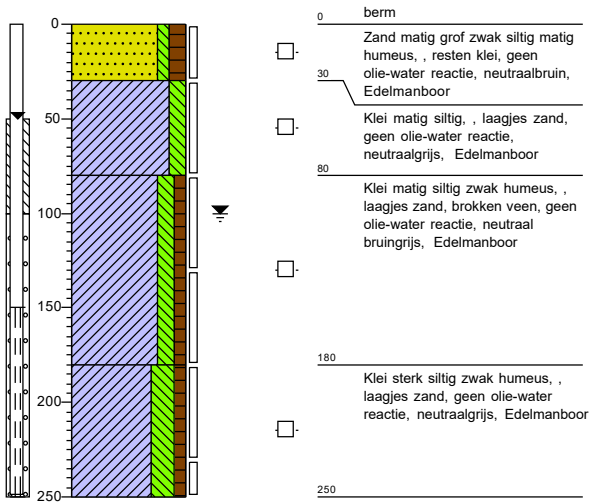 0
50
100
150
200
250
0
berm
Zand matig grof zwak siltig matig
humeus, , resten klei, geen
olie-water reactie, neutraalbruin,
Edelmanboor
30
Klei matig siltig, , laagjes zand,
geen olie-water reactie,
neutraalgrijs, Edelmanboor
80
Klei matig siltig zwak humeus, ,
laagjes zand, brokken veen, geen
olie-water reactie, neutraal
bruingrijs, Edelmanboor
180
Klei sterk siltig zwak humeus, ,
laagjes zand, geen olie-water
reactie, neutraalgrijs, Edelmanboor
250